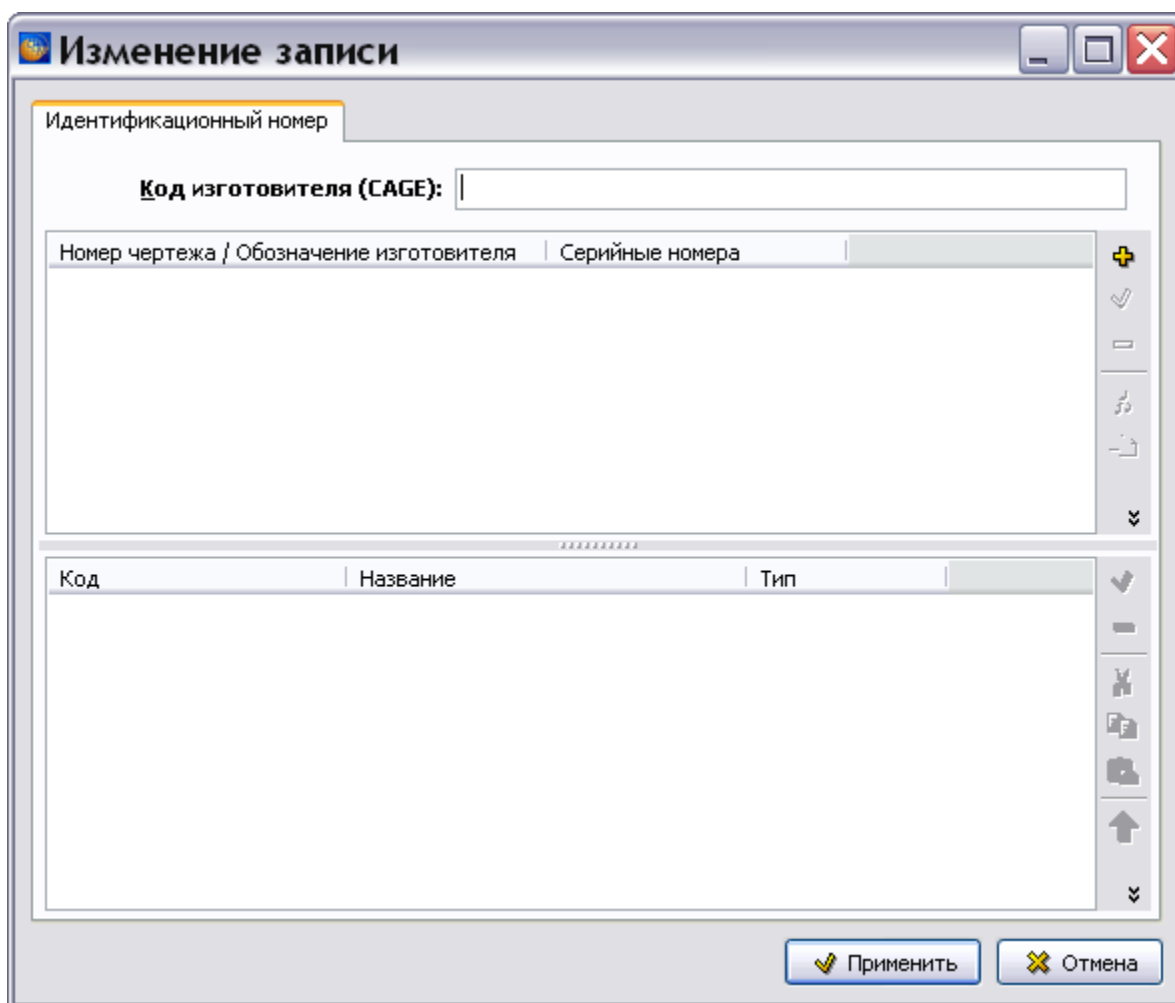 Изменение записи
Идентификационный номер
Код изготовителя (CAGE):
Номер чертежа / Обозначение изготовителя Серийные номера
Код Название Тип
Применить Отмена